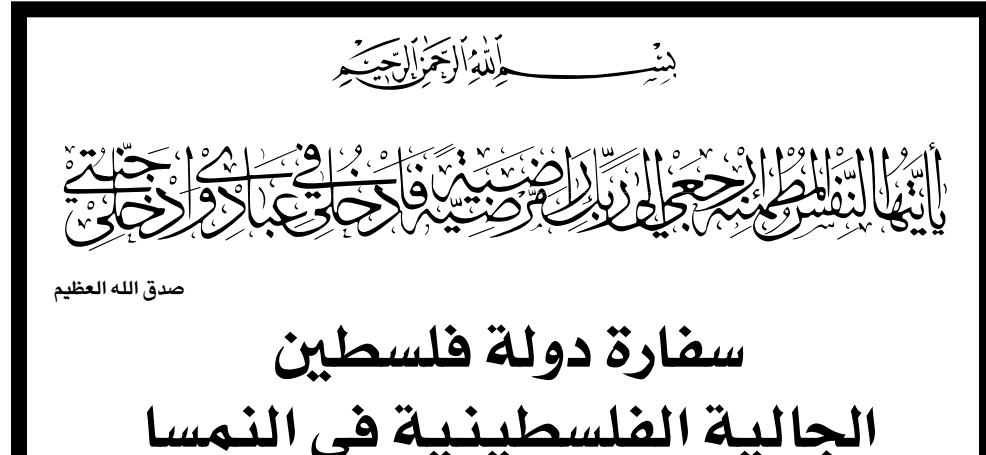 بسم الله الرحمن الرحيم
يا أيتها النفس المطمئنة ارجعي إلى ربك راضية مرضية فادخلي في عبادي وادخلي جنتي
صدق الله العظيم
سفارة دولة فلسطين
الجالية الفلسطينية في النمسا